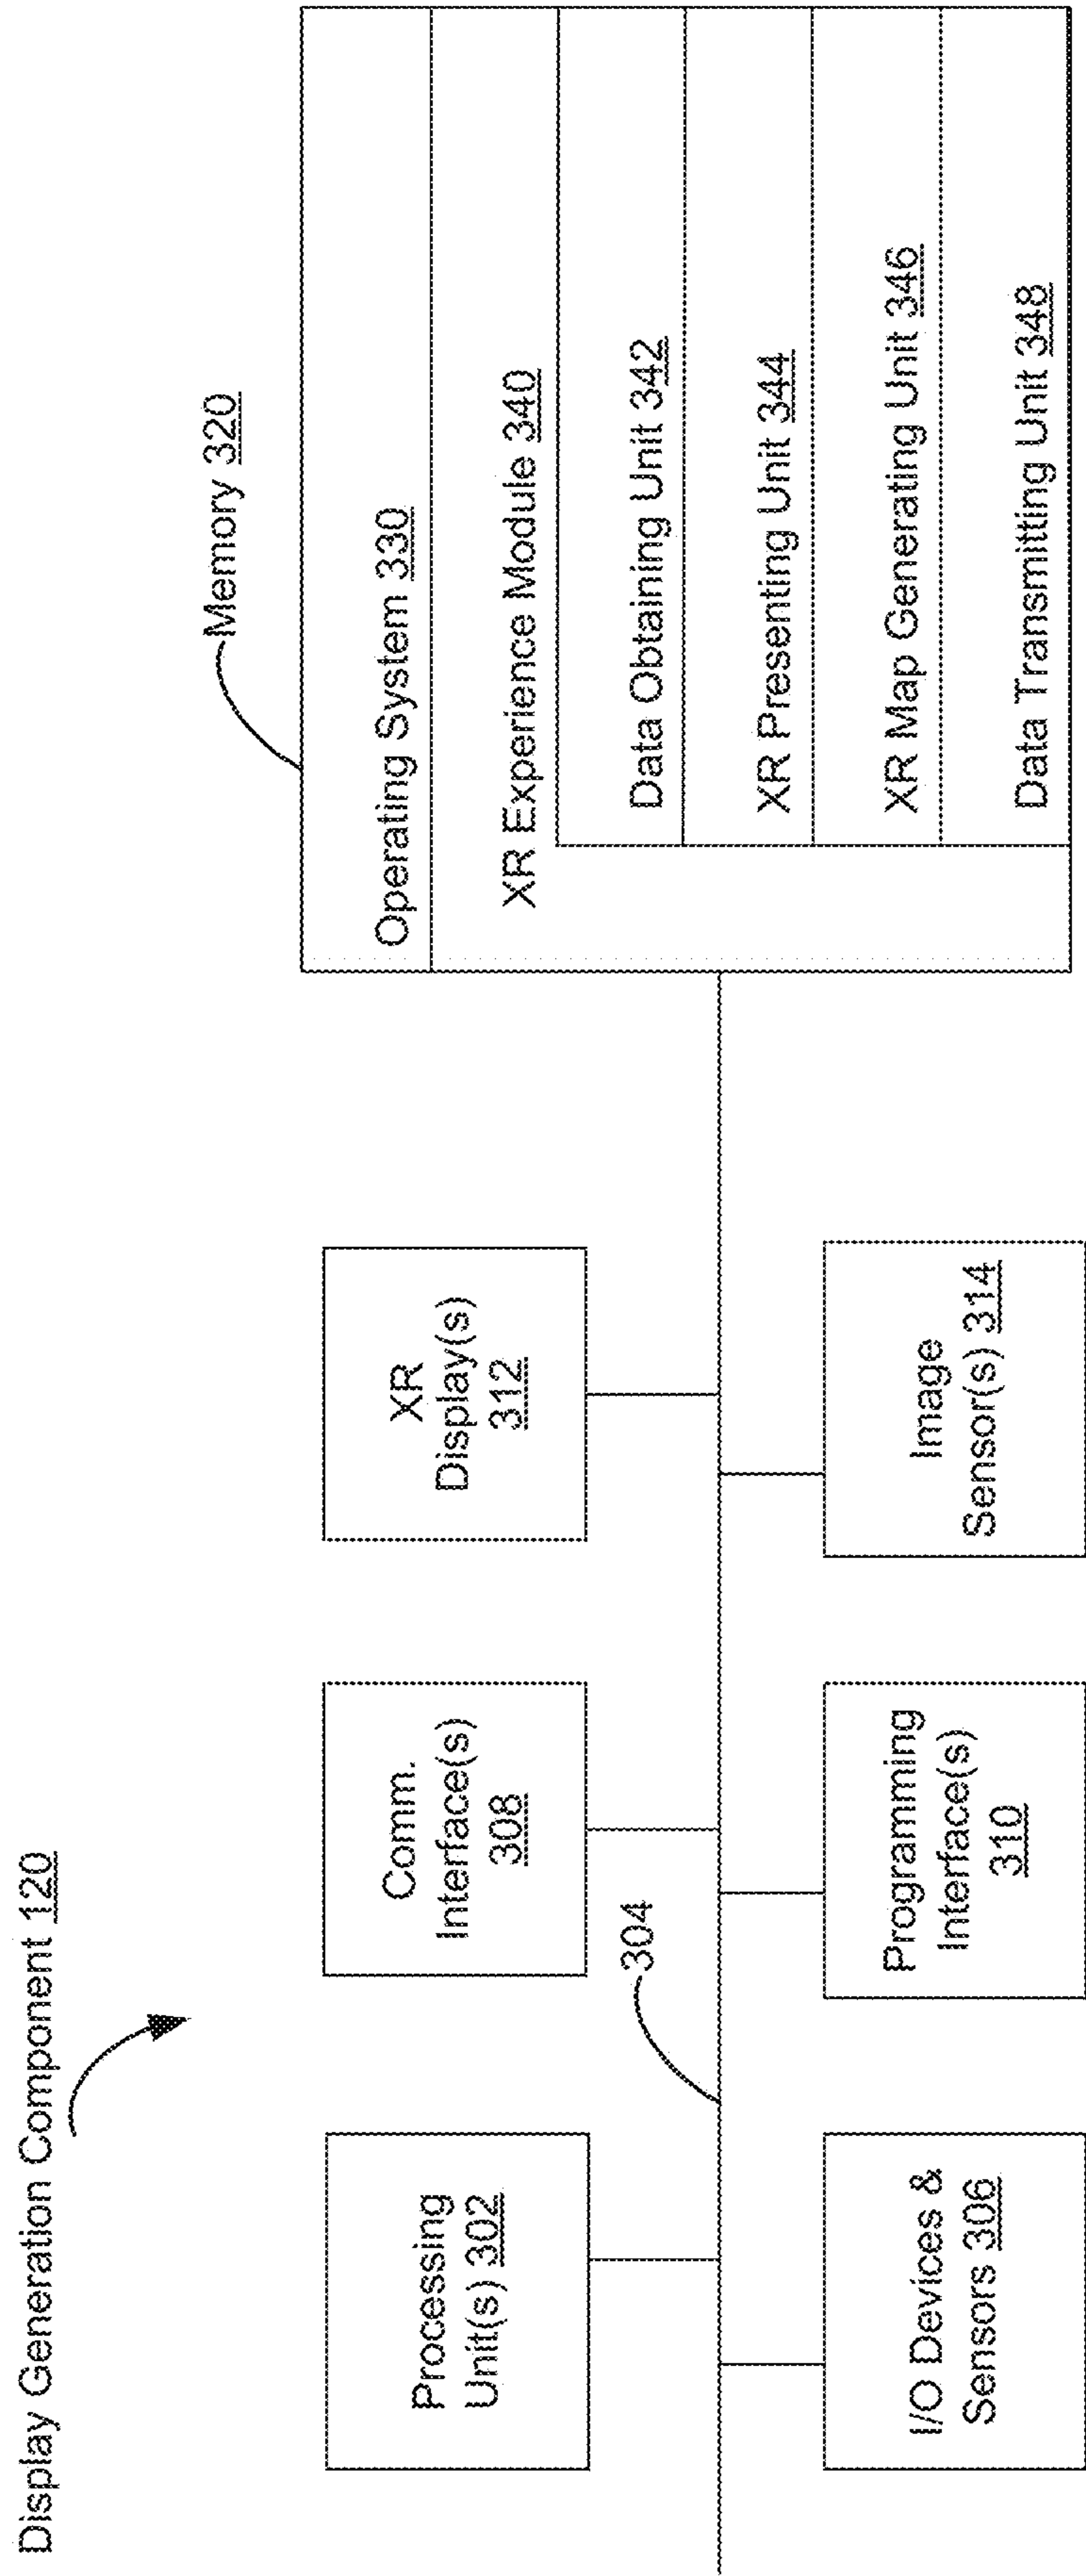 Display Generation Component 120
Processing
Unit(s) 302
Comm.
Interface(s)
308
XR
Display(s)
312
304
I/O Devices &
Sensors 306
Programming
Interface(s)
310
Image
Sensor(s) 314
Memory 320
Operating System 330
XR Experience Module 340
Data Obtaining Unit 342
XR Presenting Unit 344
XR Map Generating Unit 346
Data Transmitting Unit 348